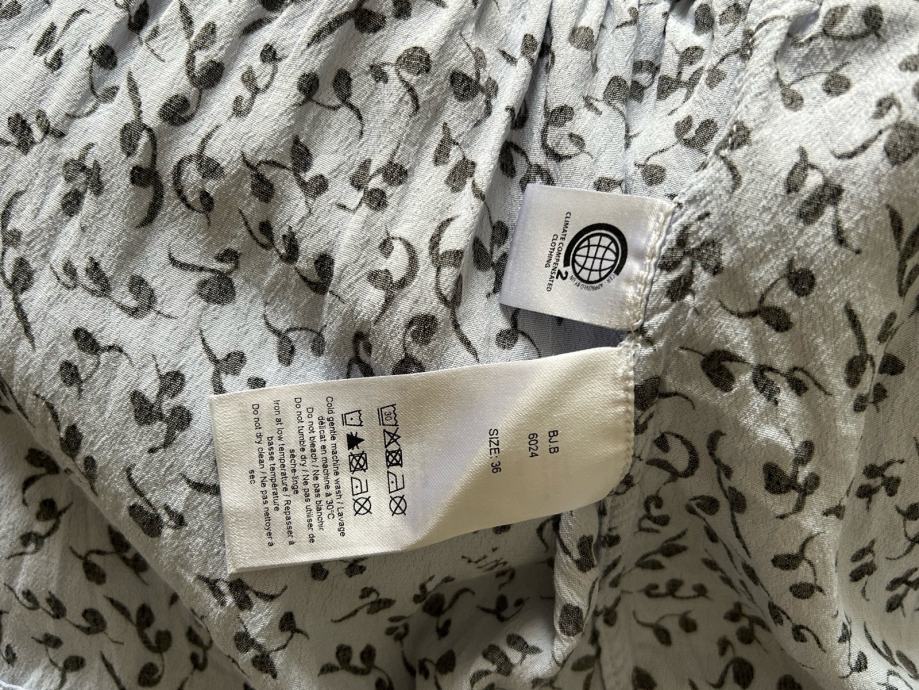 CLIMATE COMPENSATED
CLOTHING
2
BJ.B
6024
SIZE: 36
30
Cold gentle machine wash / Lavage
délicat en machine à 30°C
Do not bleach / Ne pas blanchir
Do not tumble dry / Ne pas utiliser de
sèche-linge
Iron at low temperature / Repasser à
basse température
Do not dry clean / Ne pas nettoyer à
sec